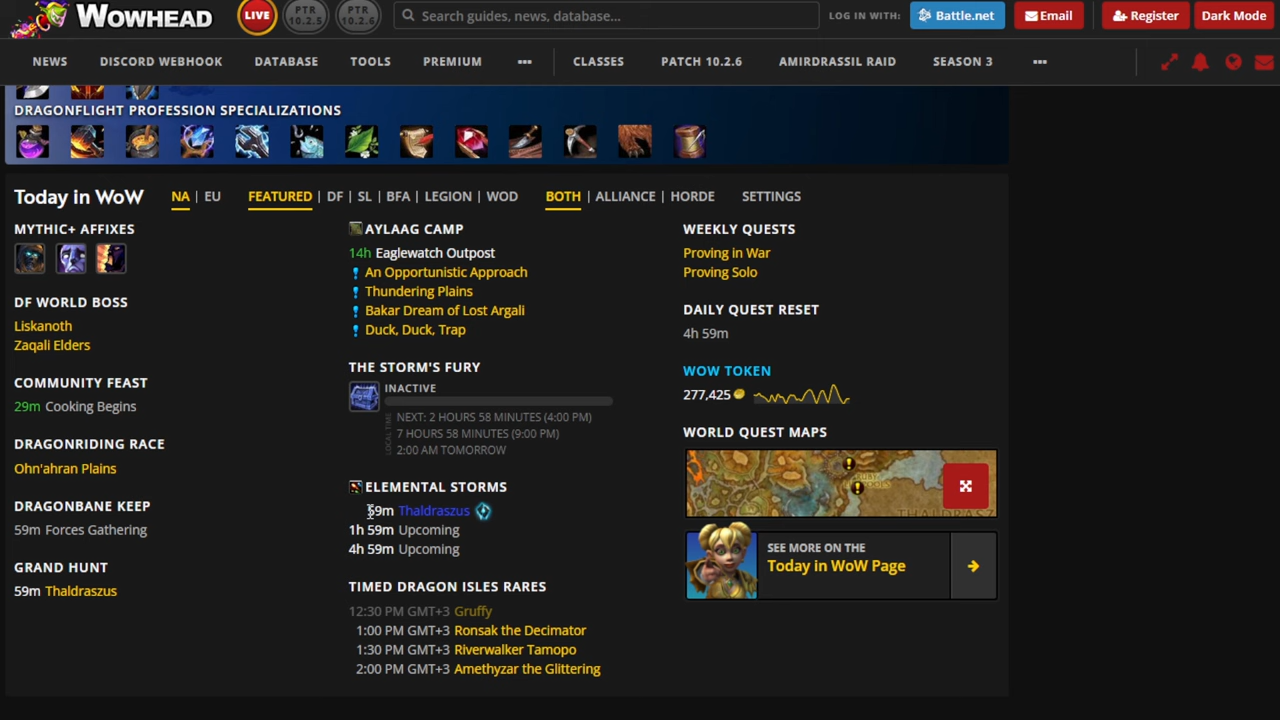 WOWHEAD
LIVE
PTR 10.2.5
PTR 10.2.6
Search guides, news, database...
LOG IN WITH:
Battle.net
Email
Register
Dark Mode
NEWS
DISCORD WEBHOOK
DATABASE
TOOLS
PREMIUM
•••
CLASSES
PATCH 10.2.6
AMIRDRASSIL RAID
SEASON 3
•••
DRAGONFLIGHT PROFESSION SPECIALIZATIONS
Today in WoW
NA | EU
FEATURED | DF | SL | BFA | LEGION | WOD
BOTH | ALLIANCE | HORDE
SETTINGS
MYTHIC+ AFFIXES
DF WORLD BOSS
Liskanoth
Zaqali Elders
COMMUNITY FEAST
29m Cooking Begins
DRAGONRIDING RACE
Ohn'ahran Plains
DRAGONBANE KEEP
59m Forces Gathering
GRAND HUNT
59m Thaldraszus
AYLAAG CAMP
14h Eaglewatch Outpost
An Opportunistic Approach
Thundering Plains
Bakar Dream of Lost Argali
Duck, Duck, Trap
THE STORM'S FURY
INACTIVE
LOCAL TIME
NEXT: 2 HOURS 58 MINUTES (4:00 PM)
7 HOURS 58 MINUTES (9:00 PM)
2:00 AM TOMORROW
ELEMENTAL STORMS
59m Thaldraszus
1h 59m Upcoming
4h 59m Upcoming
TIMED DRAGON ISLES RARES
12:30 PM GMT+3 Gruffy
1:00 PM GMT+3 Ronsak the Decimator
1:30 PM GMT+3 Riverwalker Tamopo
2:00 PM GMT+3 Amethyzar the Glittering
WEEKLY QUESTS
Proving in War
Proving Solo
DAILY QUEST RESET
4h 59m
WOW TOKEN
277,425
WORLD QUEST MAPS
SEE MORE ON THE
Today in WoW Page